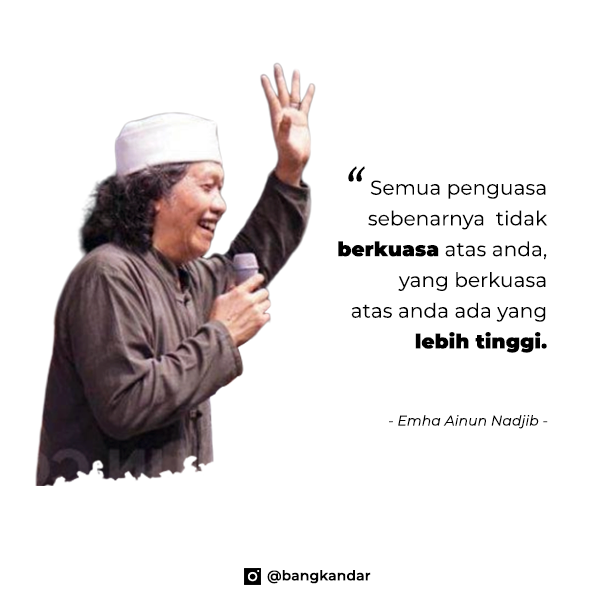 “ Semua penguasa
sebenarnya tidak
berkuasa atas anda,
yang berkuasa
atas anda ada yang
lebih tinggi.
- Emha Ainun Nadjib -
@bangkandar